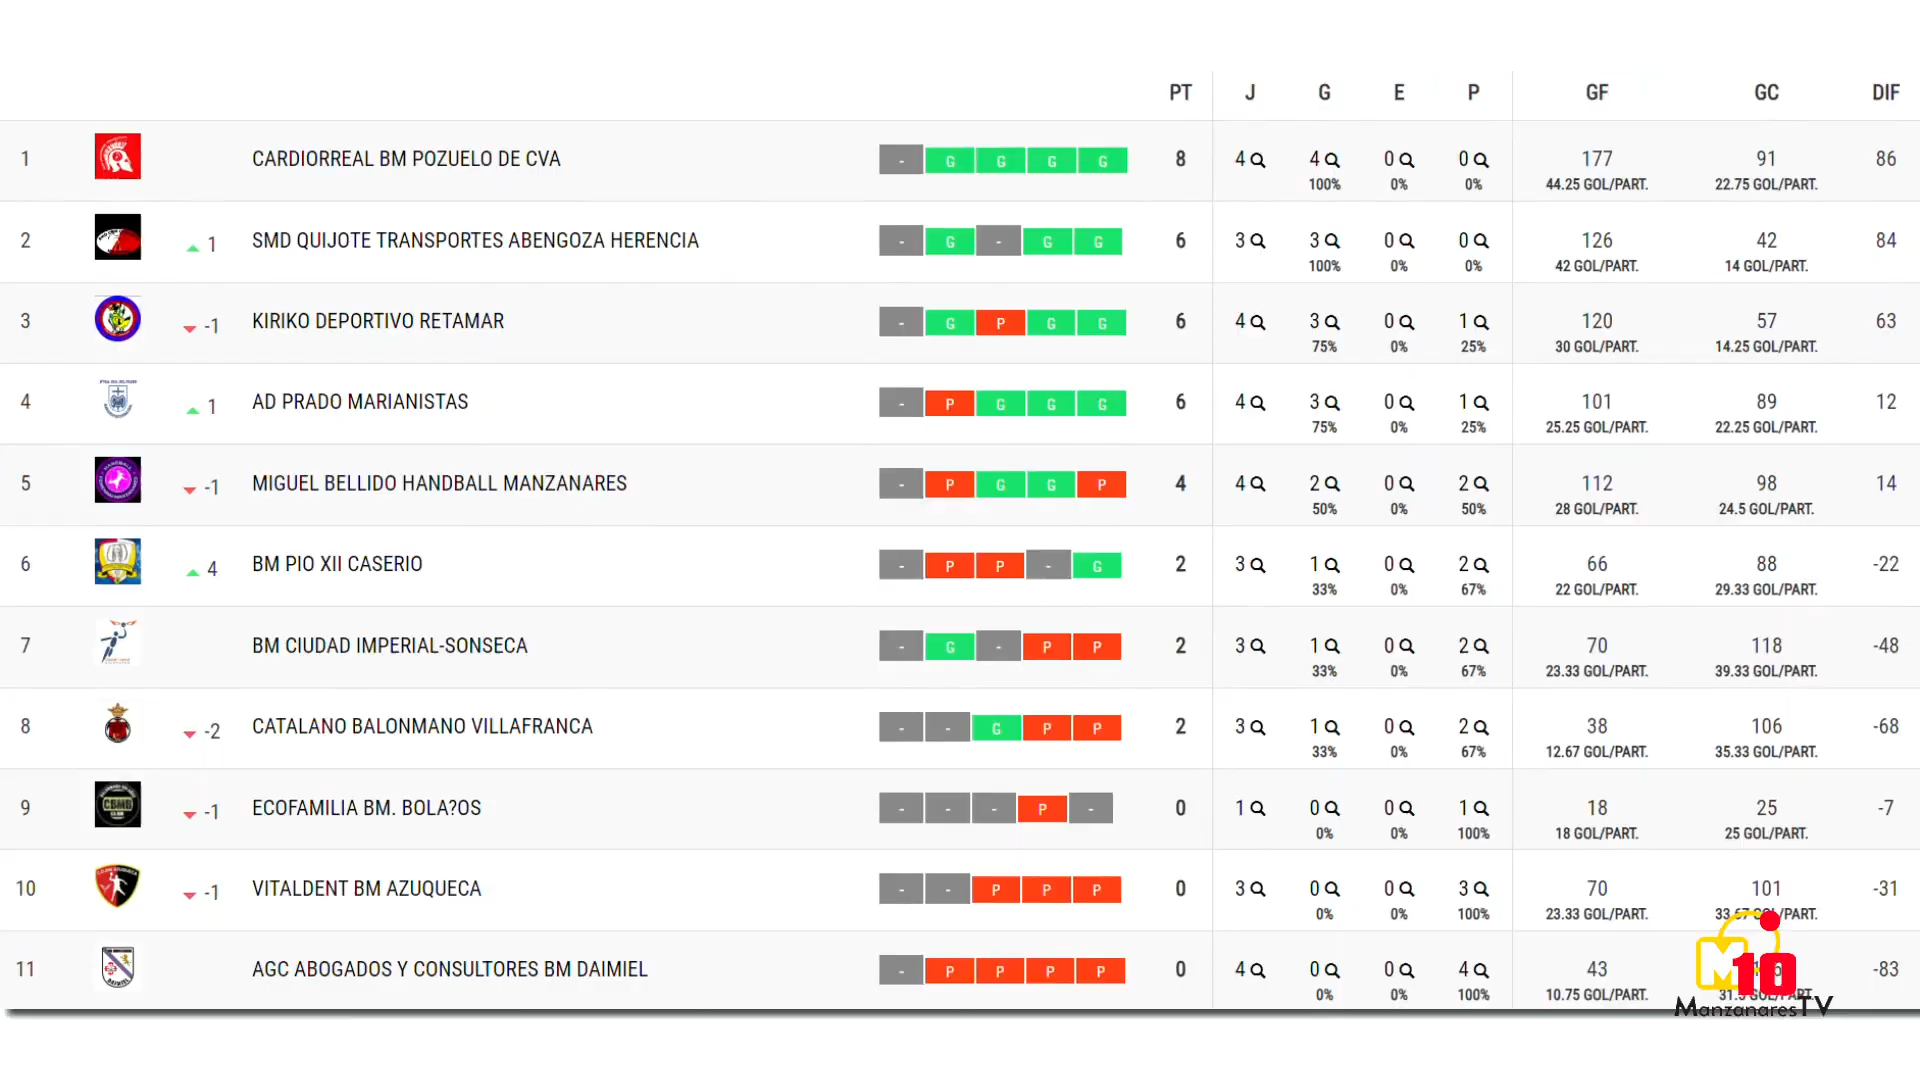 PT J G E P GF GC DIF
1 CARDIORREAL BM POZUELO DE CVA - G G G G 8 4 4 0 0 177 91 86
100% 0% 0% 44.25 GOL/PART. 22.75 GOL/PART.
2 1 SMD QUIJOTE TRANSPORTES ABENGOZA HERENCIA - G - G G 6 3 3 0 0 126 42 84
100% 0% 0% 42 GOL/PART. 14 GOL/PART.
3 -1 KIRIKO DEPORTIVO RETAMAR - G P G G 6 4 3 0 1 120 57 63
75% 0% 25% 30 GOL/PART. 14.25 GOL/PART.
4 1 AD PRADO MARIANISTAS - P G G G 6 4 3 0 1 101 89 12
75% 0% 25% 25.25 GOL/PART. 22.25 GOL/PART.
5 -1 MIGUEL BELLIDO HANDBALL MANZANARES - P G G P 4 4 2 0 2 112 98 14
50% 0% 50% 28 GOL/PART. 24.5 GOL/PART.
6 4 BM PIO XII CASERIO - P P - G 2 3 1 0 2 66 88 -22
33% 0% 67% 22 GOL/PART. 29.33 GOL/PART.
7 BM CIUDAD IMPERIAL-SONSECA - G - P P 2 3 1 0 2 70 118 -48
33% 0% 67% 23.33 GOL/PART. 39.33 GOL/PART.
8 -2 CATALANO BALONMANO VILLAFRANCA - - G P P 2 3 1 0 2 38 106 -68
33% 0% 67% 12.67 GOL/PART. 35.33 GOL/PART.
9 -1 ECOFAMILIA BM. BOLA?OS - - - P - 0 1 0 0 1 18 25 -7
0% 0% 100% 18 GOL/PART. 25 GOL/PART.
10 -1 VITALDENT BM AZUQUECA - - P P P 0 3 0 0 3 70 101 -31
0% 0% 100% 23.33 GOL/PART. 33.67 GOL/PART.
11 AGC ABOGADOS Y CONSULTORES BM DAIMIEL - P P P P 0 4 0 0 4 43 -83
0% 0% 100% 10.75 GOL/PART. 31.5 GOL/PART.
M10
ManzanaresTV